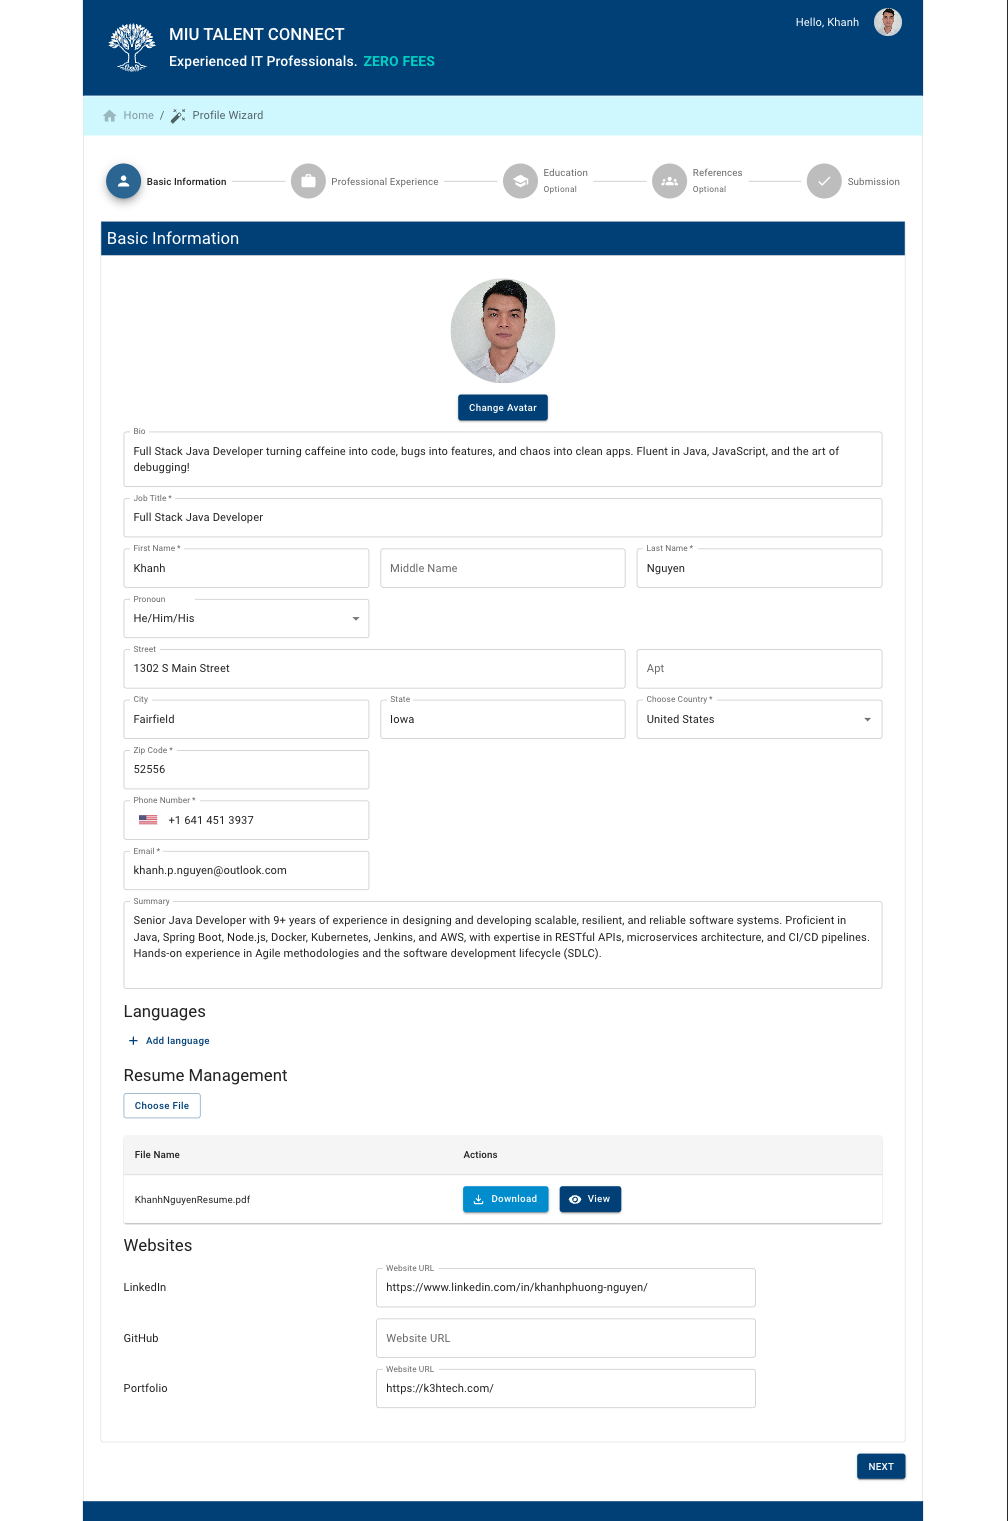 MIU TALENT CONNECT
Experienced IT Professionals. ZERO FEES
Hello, Khanh
Home / Profile Wizard
Basic Information
Professional Experience
Education
Optional
References
Optional
Submission
Basic Information
Change Avatar
Bio
Full Stack Java Developer turning caffeine into code, bugs into features, and chaos into clean apps. Fluent in Java, JavaScript, and the art of
debugging!
Job Title *
Full Stack Java Developer
First Name *
Khanh
Middle Name
Last Name *
Nguyen
Pronoun
He/Him/His
Street
1302 S Main Street
Apt
City
Fairfield
State
Iowa
Choose Country *
United States
Zip Code *
52556
Phone Number *
+1 641 451 3937
Email *
khanh.p.nguyen@outlook.com
Summary
Senior Java Developer with 9+ years of experience in designing and developing scalable, resilient, and reliable software systems. Proficient in
Java, Spring Boot, Node.js, Docker, Kubernetes, Jenkins, and AWS, with expertise in RESTful APIs, microservices architecture, and CI/CD pipelines.
Hands-on experience in Agile methodologies and the software development lifecycle (SDLC).
Languages
+ Add language
Resume Management
Choose File
File Name
Actions
KhanhNguyenResume.pdf
Download
View
Websites
LinkedIn
Website URL
https://www.linkedin.com/in/khanhphuong-nguyen/
GitHub
Website URL
Portfolio
Website URL
https://k3htech.com/
NEXT